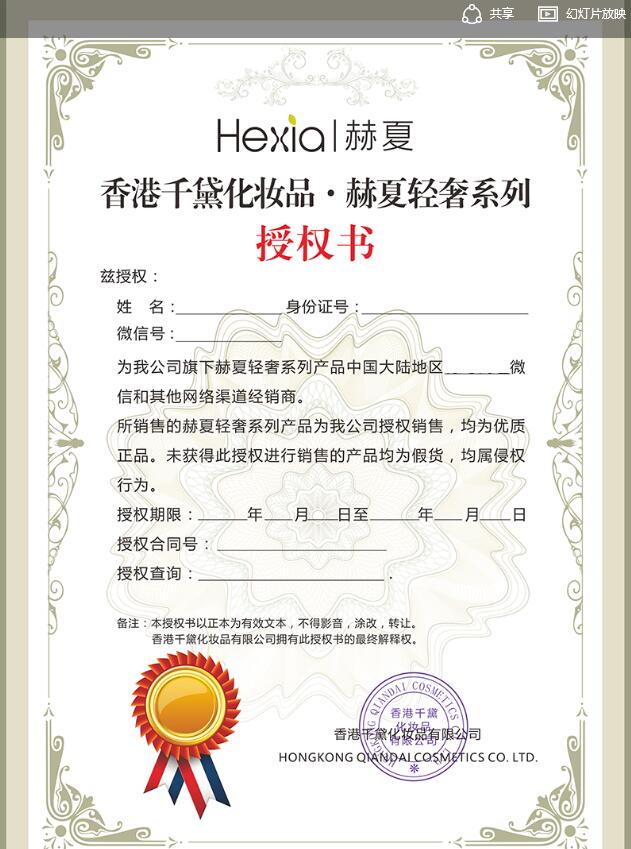 共享 幻灯片放映
Hexia|赫夏
香港千黛化妆品·赫夏轻奢系列
授权书
兹授权：
姓 名：____________ 身份证号：____________________
微信号：____________
为我公司旗下赫夏轻奢系列产品中国大陆地区________微
信和其他网络渠道经销商。
所销售的赫夏轻奢系列产品为我公司授权销售，均为优质
正品。未获得此授权进行销售的产品均为假货，均属侵权
行为。
授权期限：______年____月____日至______年____月____日
授权合同号：____________________
授权查询：______________________.
备注：本授权书以正本为有效文本，不得影音，涂改，转让。
香港千黛化妆品有限公司拥有此授权书的最终解释权。
HONGKONG QIANDAI COSMETICS CO. LTD.
香港千黛
化妆品
有限公司
香港千黛化妆品有限公司
HONGKONG QIANDAI COSMETICS CO. LTD.